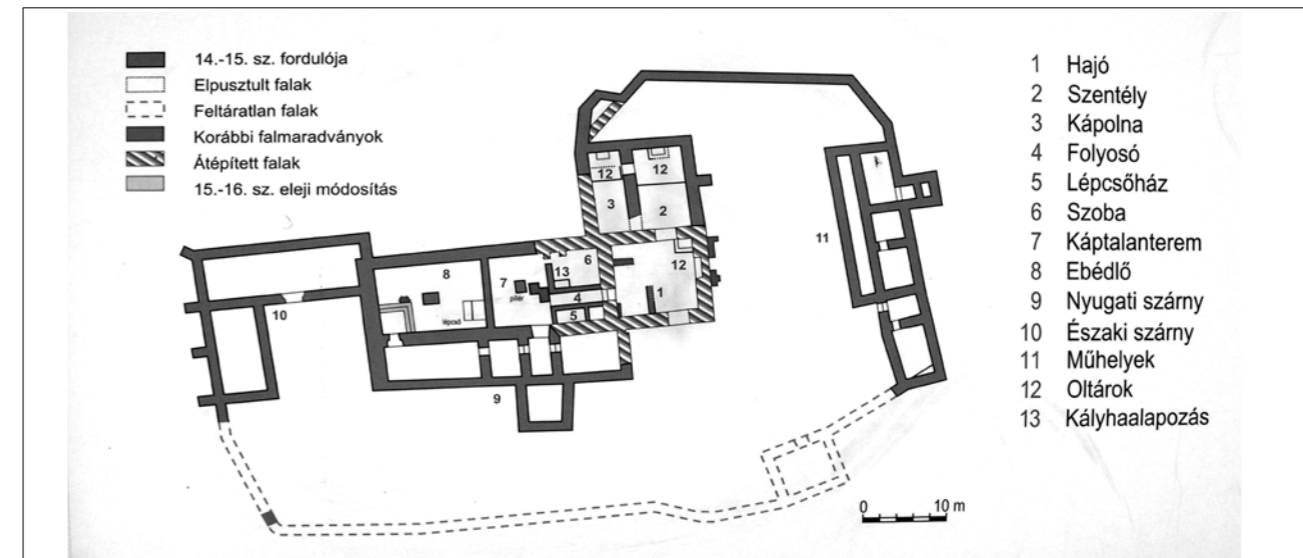 14.-15. sz. fordulója
Elpusztult falak
Feltáratlan falak
Korábbi falmaradványok
Átépített falak
15.-16. sz. eleji módosítás
1 Hajó
2 Szentély
3 Kápolna
4 Folyosó
5 Lépcsőház
6 Szoba
7 Káptalanterem
8 Ebédlő
9 Nyugati szárny
10 Északi szárny
11 Műhelyek
12 Oltárok
13 Kályhaalapozás
12
12
3
2
11
6
12
8
13
7
pillér
4
1
lépcső
5
10
9
0 10 m